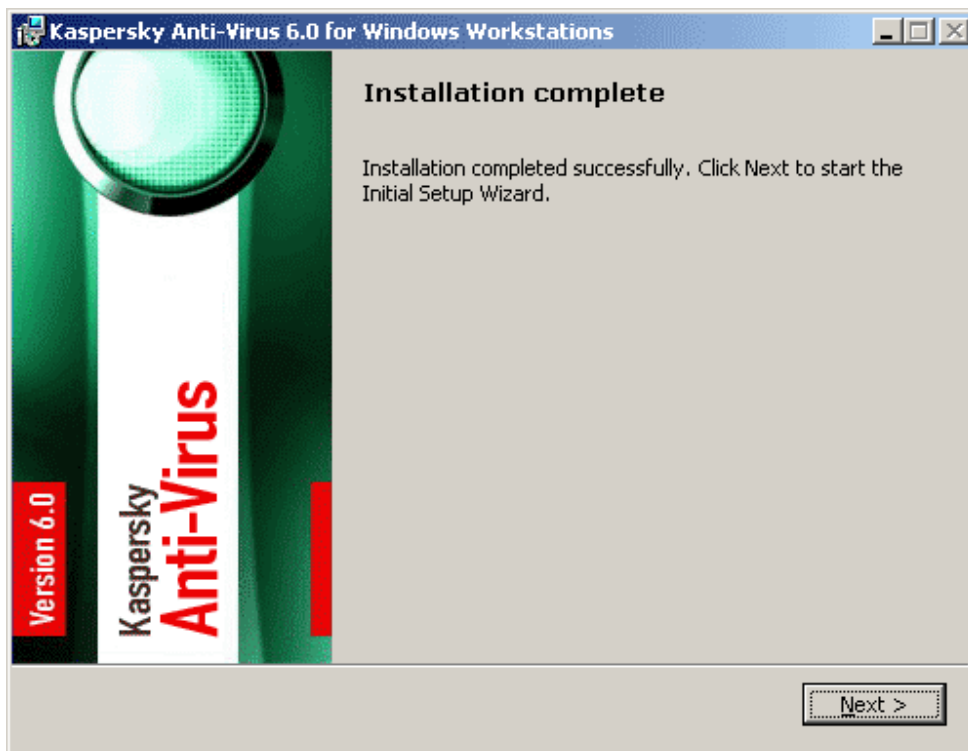 Kaspersky Anti-Virus 6.0 for Windows Workstations
Installation complete
Installation completed successfully. Click Next to start the
Initial Setup Wizard.
Version 6.0
Kaspersky
Anti-Virus
Next >